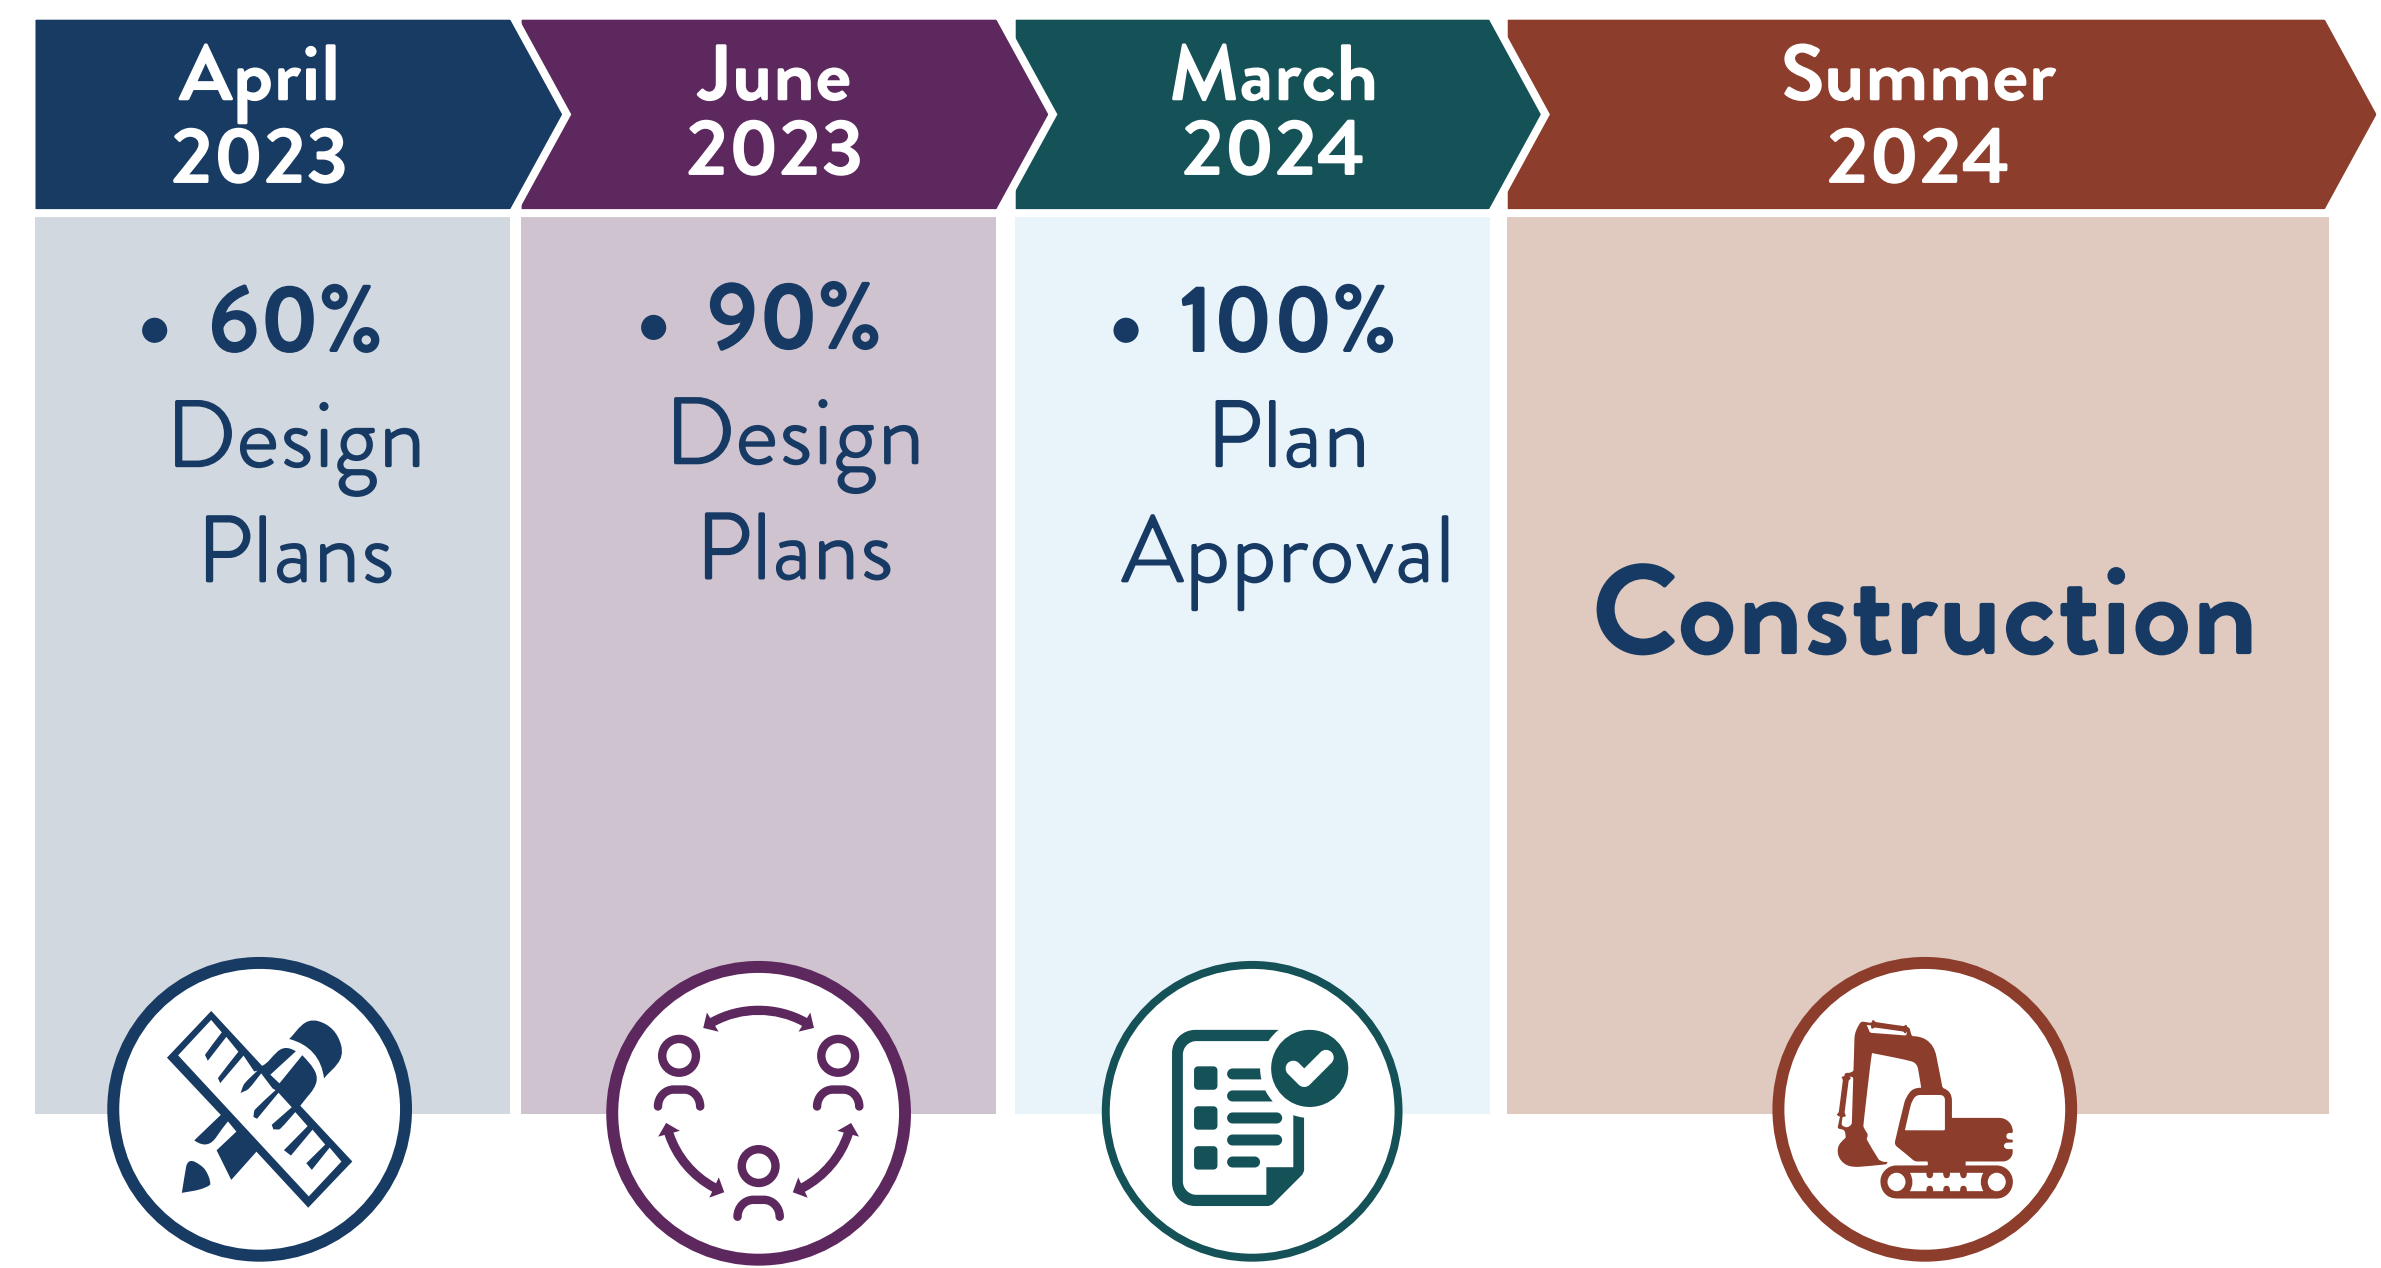 April
2023
June
2023
March
2024
Summer
2024
• 60%
Design
Plans
• 90%
Design
Plans
• 100%
Plan
Approval
Construction